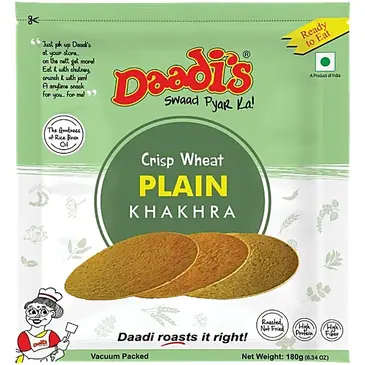 "Just pik up Daadi's
at your store...
on the nett get more!
Eat it with chutney,
crunch it with jam!
A anytime snack
for you.. for me!"
Ready
to Eat
Daadi's®
Swaad Pyar Ka!
A Product of India
The Goodness
of Rice Bran
Oil
Crisp Wheat
PLAIN
KHAKHRA
Daadi's
Daadi roasts it right!
Roasted,
Not Fried
High
Protein
High
Fiber
Vacuum Packed
Net Weight: 180g (6.34 OZ)